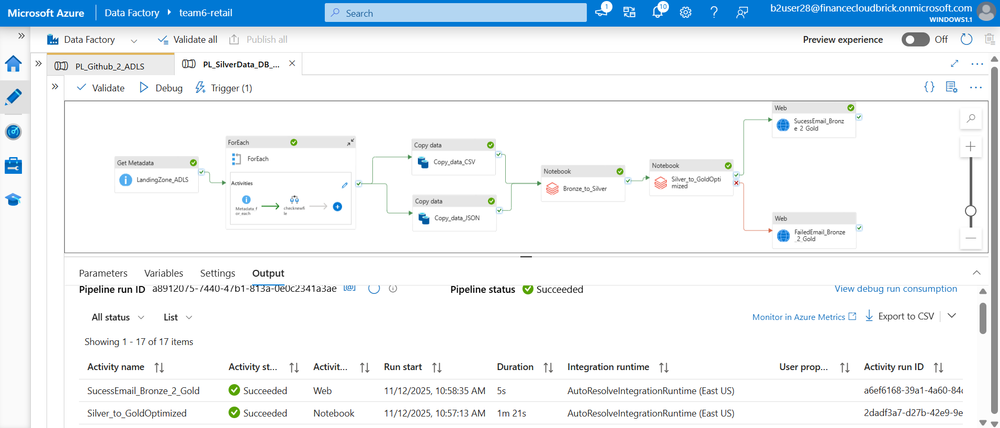 Microsoft Azure
Data Factory
team6-retail
Search
1
10
b2user28@financecloudbrick.onmicrosoft.com
WINDOWS1.1
Data Factory
Validate all
Publish all
Preview experience
Off
PL_Github_2_ADLS
PL_SilverData_DB_...
Validate
Debug
Trigger (1)
Get Metadata
LandingZone_ADLS
ForEach
ForEach
Activities
Metadata_f
or_each
checknewfi
le
Copy data
Copy_data_CSV
Copy data
Copy_data_JSON
Notebook
Bronze_to_Silver
Notebook
Silver_to_GoldOpti
mized
Web
SucessEmail_Bronz
e_2_Gold
Web
FailedEmail_Bronze
_2_Gold
Parameters
Variables
Settings
Output
Pipeline run ID a8912075-7440-47b1-813a-0e0c2341a3ae
Pipeline status Succeeded
View debug run consumption
All status
List
Monitor in Azure Metrics
Export to CSV
Showing 1 - 17 of 17 items
Activity name Activity st... Activit... Run start Duration Integration runtime User prop... Activity run ID
SucessEmail_Bronze_2_Gold Succeeded Web 11/12/2025, 10:58:35 AM 5s AutoResolveIntegrationRuntime (East US) a6ef6168-39a1-4a60-84c
Silver_to_GoldOptimized Succeeded Notebook 11/12/2025, 10:57:13 AM 1m 21s AutoResolveIntegrationRuntime (East US) 2dadf3a7-d27b-42e9-9e